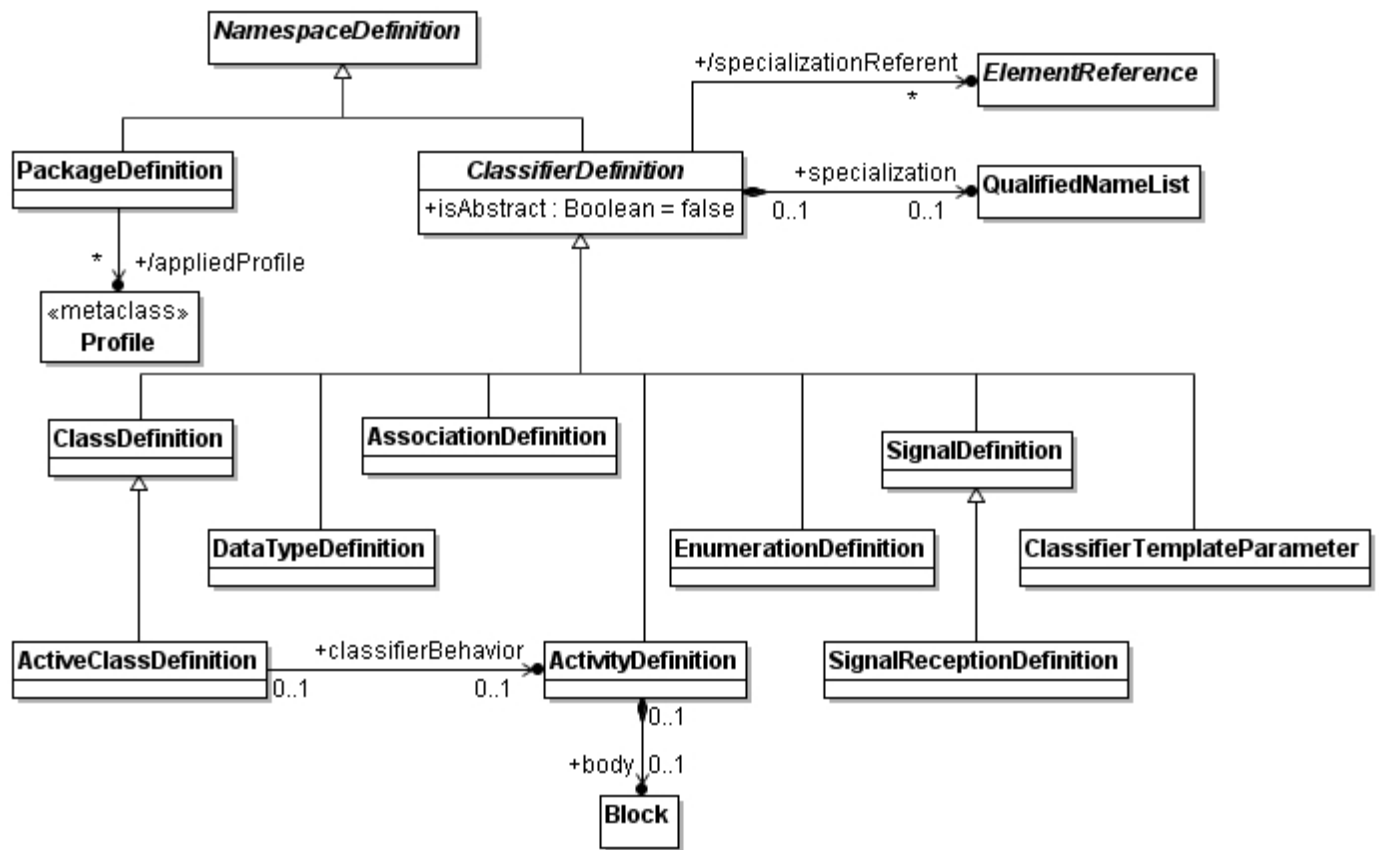 NamespaceDefinition
+/specializationReferent
*
ElementReference
PackageDefinition
ClassifierDefinition
+isAbstract : Boolean = false
+specialization
0..1
0..1
QualifiedNameList
*
+/appliedProfile
«metaclass»
Profile
ClassDefinition
AssociationDefinition
SignalDefinition
DataTypeDefinition
EnumerationDefinition
ClassifierTemplateParameter
ActiveClassDefinition
+classifierBehavior
0..1
0..1
ActivityDefinition
SignalReceptionDefinition
0..1
+body
0..1
Block